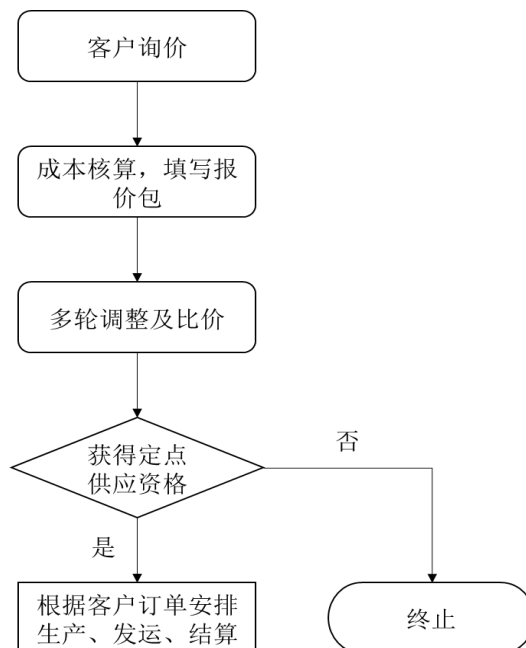 客户询价
成本核算，填写报
价包
多轮调整及比价
获得定点
供应资格
否
是
根据客户订单安排
生产、发运、结算
终止